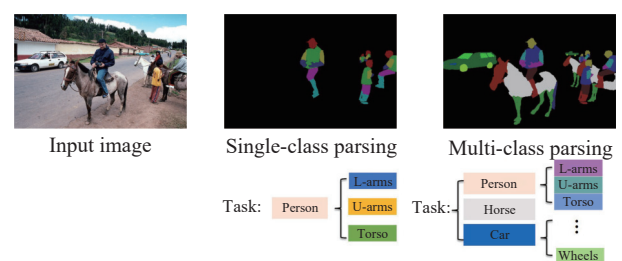 Input image
Single-class parsing
Multi-class parsing
Task:
Person
L-arms
U-arms
Torso
Task:
Person
Horse
Car
L-arms
U-arms
Torso
Wheels